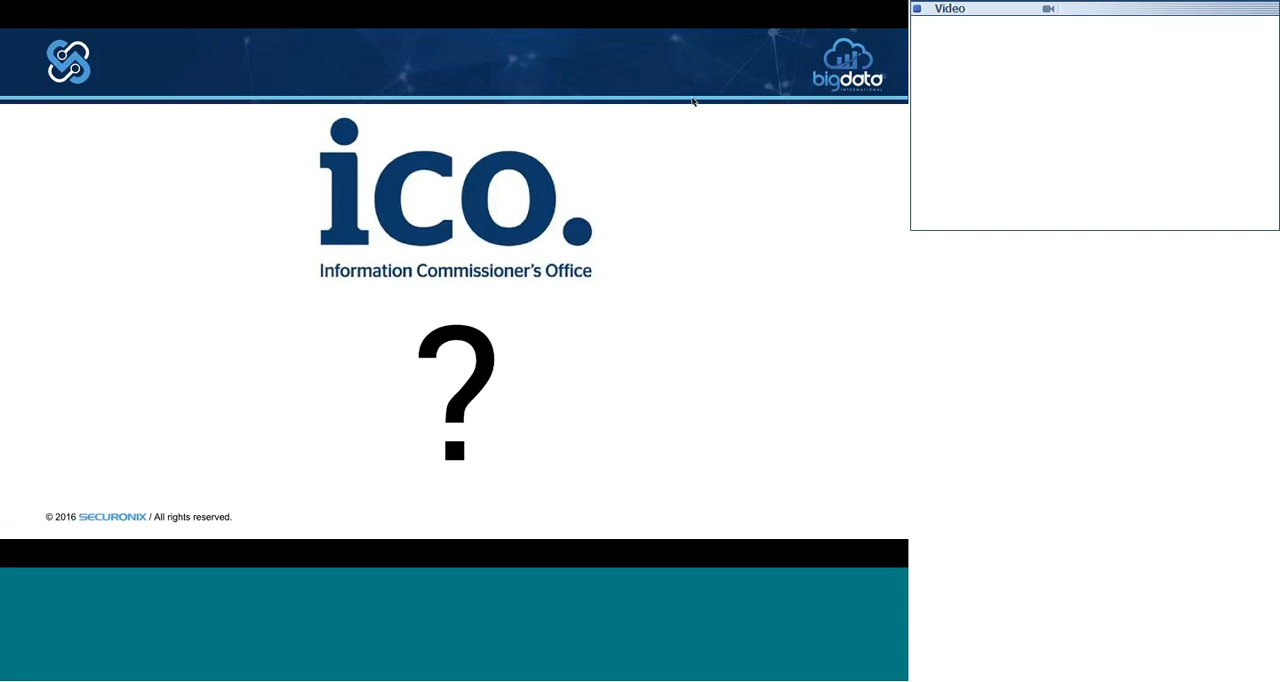 Video
bigdata
INTERNATIONAL
ico.
Information Commissioner's Office
?
© 2016 SECURONIX / All rights reserved.